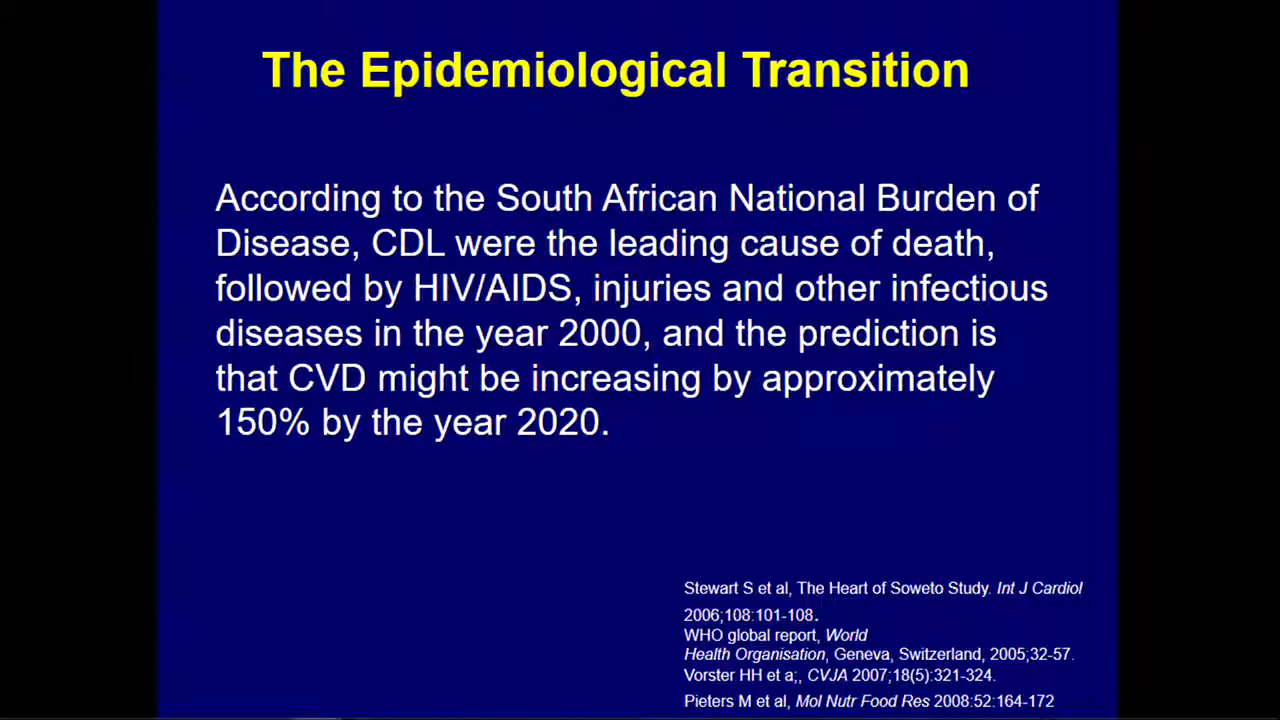 The Epidemiological Transition
According to the South African National Burden of
Disease, CDL were the leading cause of death,
followed by HIV/AIDS, injuries and other infectious
diseases in the year 2000, and the prediction is
that CVD might be increasing by approximately
150% by the year 2020.
Stewart S et al, The Heart of Soweto Study. Int J Cardiol
2006;108:101-108.
WHO global report, World
Health Organisation, Geneva, Switzerland, 2005;32-57.
Vorster HH et a;, CVJA 2007;18(5):321-324.
Pieters M et al, Mol Nutr Food Res 2008:52:164-172